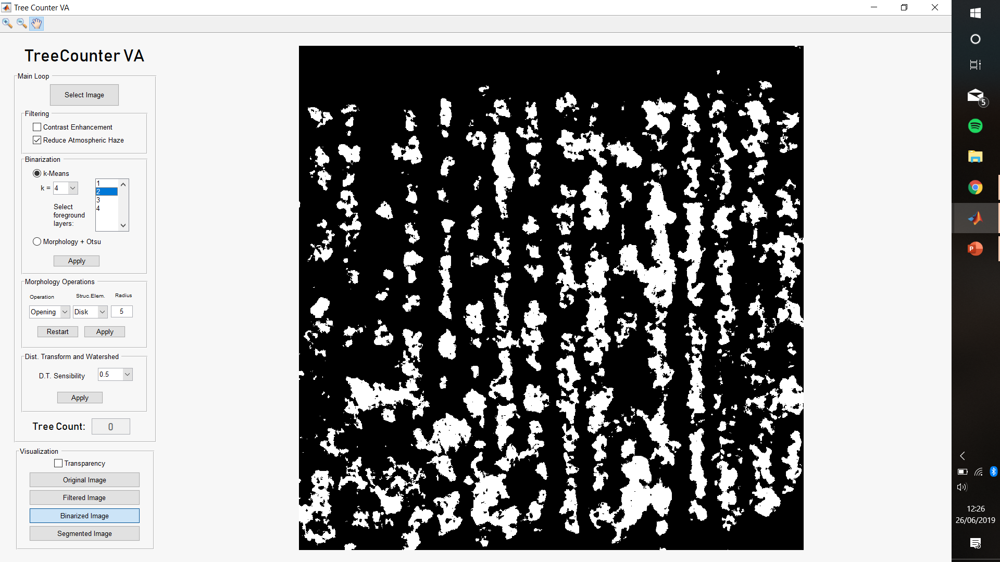 Tree Counter VA
TreeCounter VA
Main Loop
Select Image
Filtering
Contrast Enhancement
Reduce Atmospheric Haze
Binarization
k-Means
k = 4
1
2
3
4
Select
foreground
layers:
Morphology + Otsu
Apply
Morphology Operations
Operation Struc.Elem. Radius
Opening Disk 5
Restart Apply
Dist. Transform and Watershed
D.T. Sensibility 0.5
Apply
Tree Count: 0
Visualization
Transparency
Original Image
Filtered Image
Binarized Image
Segmented Image
5
P
12:26
26/06/2019